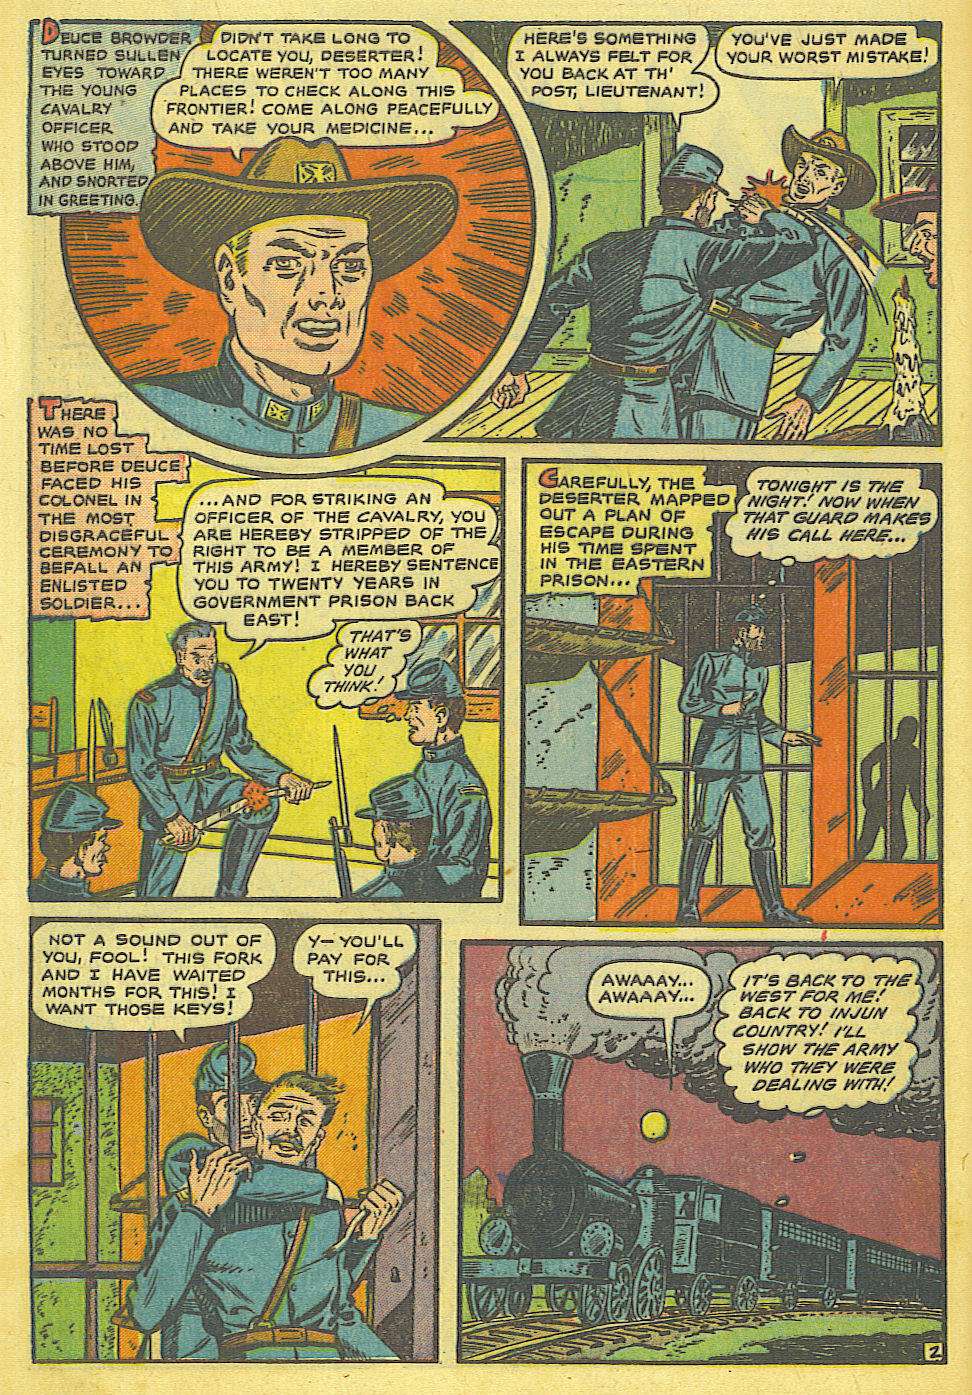 DEUCE BROWDER
TURNED SULLEN
EYES TOWARD
THE YOUNG
CAVALRY
OFFICER
WHO STOOD
ABOVE HIM,
AND SNORTED
IN GREETING.
DIDN'T TAKE LONG TO
LOCATE YOU, DESERTER!
THERE WEREN'T TOO MANY
PLACES TO CHECK ALONG THIS
FRONTIER! COME ALONG PEACEFULLY
AND TAKE YOUR MEDICINE...
HERE'S SOMETHING
I ALWAYS FELT FOR
YOU BACK AT TH'
POST, LIEUTENANT!
YOU'VE JUST MADE
YOUR WORST MISTAKE!
THERE
WAS NO
TIME LOST
BEFORE DEUCE
FACED HIS
COLONEL IN
THE MOST
DISGRACEFUL
CEREMONY TO
BEFALL AN
ENLISTED
SOLDIER...
...AND FOR STRIKING AN
OFFICER OF THE CAVALRY, YOU
ARE HEREBY STRIPPED OF THE
RIGHT TO BE A MEMBER OF
THIS ARMY! I HEREBY SENTENCE
YOU TO TWENTY YEARS IN
GOVERNMENT PRISON BACK
EAST!
THAT'S
WHAT
YOU
THINK!
CAREFULLY, THE
DESERTER MAPPED
OUT A PLAN OF
ESCAPE DURING
HIS TIME SPENT
IN THE EASTERN
PRISON...
TONIGHT IS THE
NIGHT! NOW WHEN
THAT GUARD MAKES
HIS CALL HERE...
NOT A SOUND OUT OF
YOU, FOOL! THIS FORK
AND I HAVE WAITED
MONTHS FOR THIS! I
WANT THOSE KEYS!
Y-YOU'LL
PAY FOR
THIS...
AWAAAY...
AWAAAY...
IT'S BACK TO THE
WEST FOR ME!
BACK TO INJUN
COUNTRY! I'LL
SHOW THE ARMY
WHO THEY WERE
DEALING WITH!
2